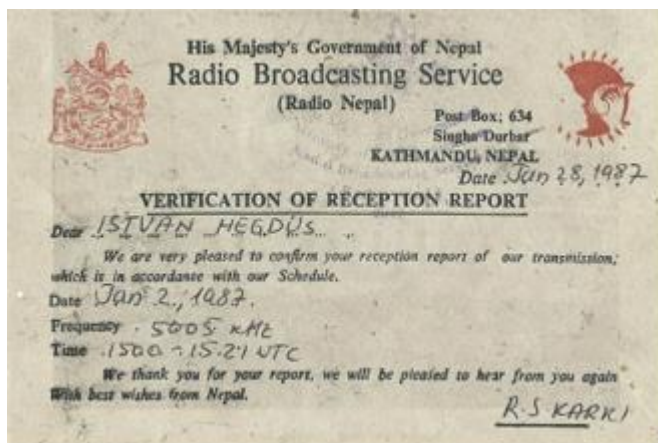 His Majesty's Government of Nepal
Radio Broadcasting Service
(Radio Nepal)
Post Box; 634
Singha Durbar
KATHMANDU, NEPAL
Date Jan 28, 1987
VERIFICATION OF RECEPTION REPORT
Dear ISTVAN HEGDÜS
We are very pleased to confirm your reception report of our transmission;
which is in accordance with our Schedule.
Date Jan 2., 1987.
Frequency . 5005 KHZ
Time .1500 - 15.21 UTC
We thank you for your report, we will be pleased to hear from you again
With best wishes from Nepal.
R.S KARKI